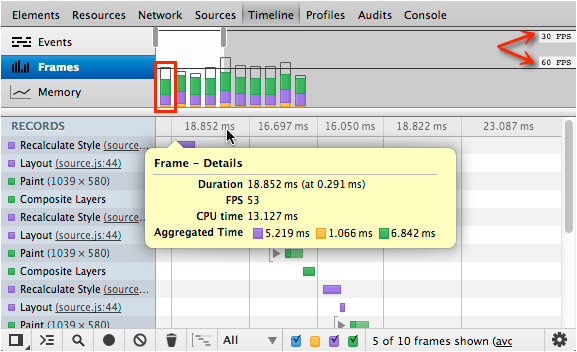 Elements Resources Network Sources Timeline Profiles Audits Console
Events
30 FPS
Frames
60 FPS
Memory
RECORDS
18.852 ms 16.697 ms 16.050 ms 18.822 ms 23.087 ms
Recalculate Style (source...
Layout (source.js:44)
Paint (1039 × 580)
Composite Layers
Recalculate Style (source...
Layout (source.js:44)
Paint (1039 × 580)
Composite Layers
Recalculate Style (source...
Layout (source.js:44)
Paint (1039 × 580)
Frame – Details
Duration 18.852 ms (at 0.291 ms)
FPS 53
CPU time 13.127 ms
Aggregated Time 5.219 ms 1.066 ms 6.842 ms
All 5 of 10 frames shown (avg